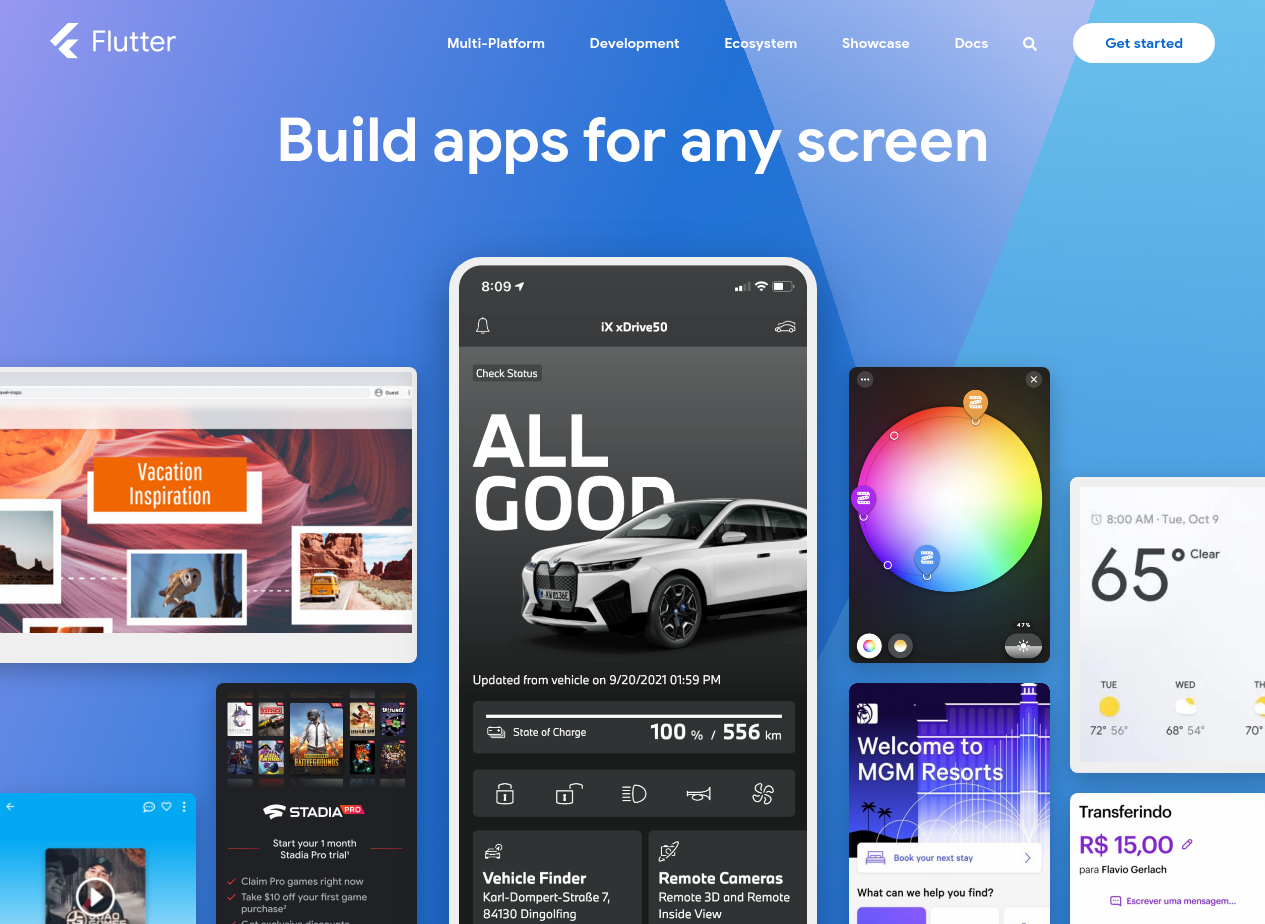 Flutter
Multi-Platform
Development
Ecosystem
Showcase
Docs
Get started
Build apps for any screen
8:09
iX xDrive50
Check Status
ALL
GOOD
Updated from vehicle on 9/20/2021 01:59 PM
State of Charge
100 % / 556 km
Vehicle Finder
Karl-Dompert-Straße 7,
84130 Dingolfing
Remote Cameras
Remote 3D and Remote
Inside View
Guest
Vacation
Inspiration
STADIA PRO
Start your 1 month
Stadia Pro trial¹
Claim Pro games right now
Take $10 off your first game
purchase²
Get exclusive discounts
47%
Welcome to
MGM Resorts
Book your next stay
What can we help you find?
8:00 AM · Tue, Oct 9
65° Clear
TUE
WED
TH
72° 56°
68° 54°
70°
Transferindo
R$ 15,00
para Flavio Gerlach
Escrever uma mensagem...